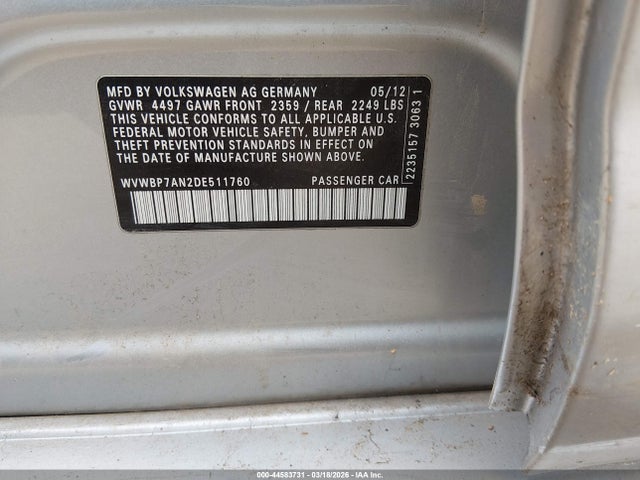 MFD BY VOLKSWAGEN AG GERMANY 05/12
GVWR 4497 GAWR FRONT 2359 / REAR 2249 LBS
THIS VEHICLE CONFORMS TO ALL APPLICABLE U.S.
FEDERAL MOTOR VEHICLE SAFETY, BUMPER AND
THEFT PREVENTION STANDARDS IN EFFECT ON
THE DATE OF MANUFACTURE SHOWN ABOVE.
WVWBP7AN2DE511760 PASSENGER CAR
2235157 3063 1
000-44583731 | 03/18/2026 - IAAI.COM